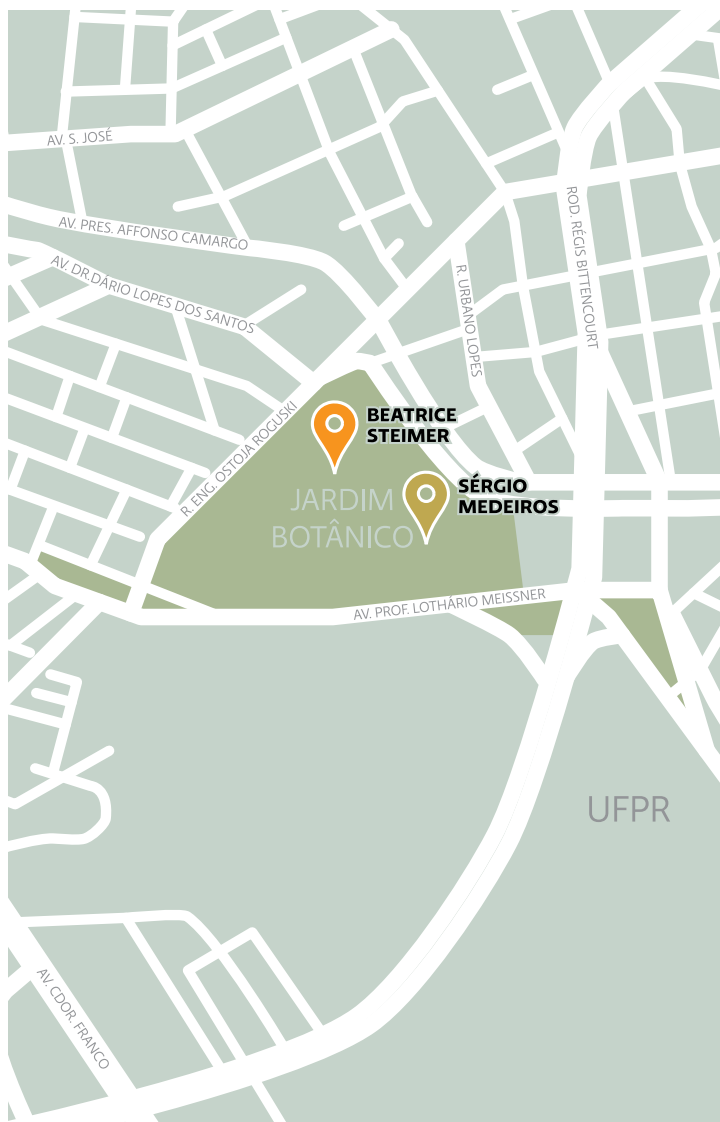 AV. S. JOSÉ
AV. PRES. AFFONSO CAMARGO
AV. DR.DÁRIO LOPES DOS SANTOS
ROD. RÉGIS BITTENCOURT
R. URBANO LOPES
R. ENG. OSTOJA ROGUSKI
BEATRICE
STEIMER
SÉRGIO
MEDEIROS
JARDIM
BOTÂNICO
AV. PROF. LOTHÁRIO MEISSNER
UFPR
AV. CDOR. FRANCO